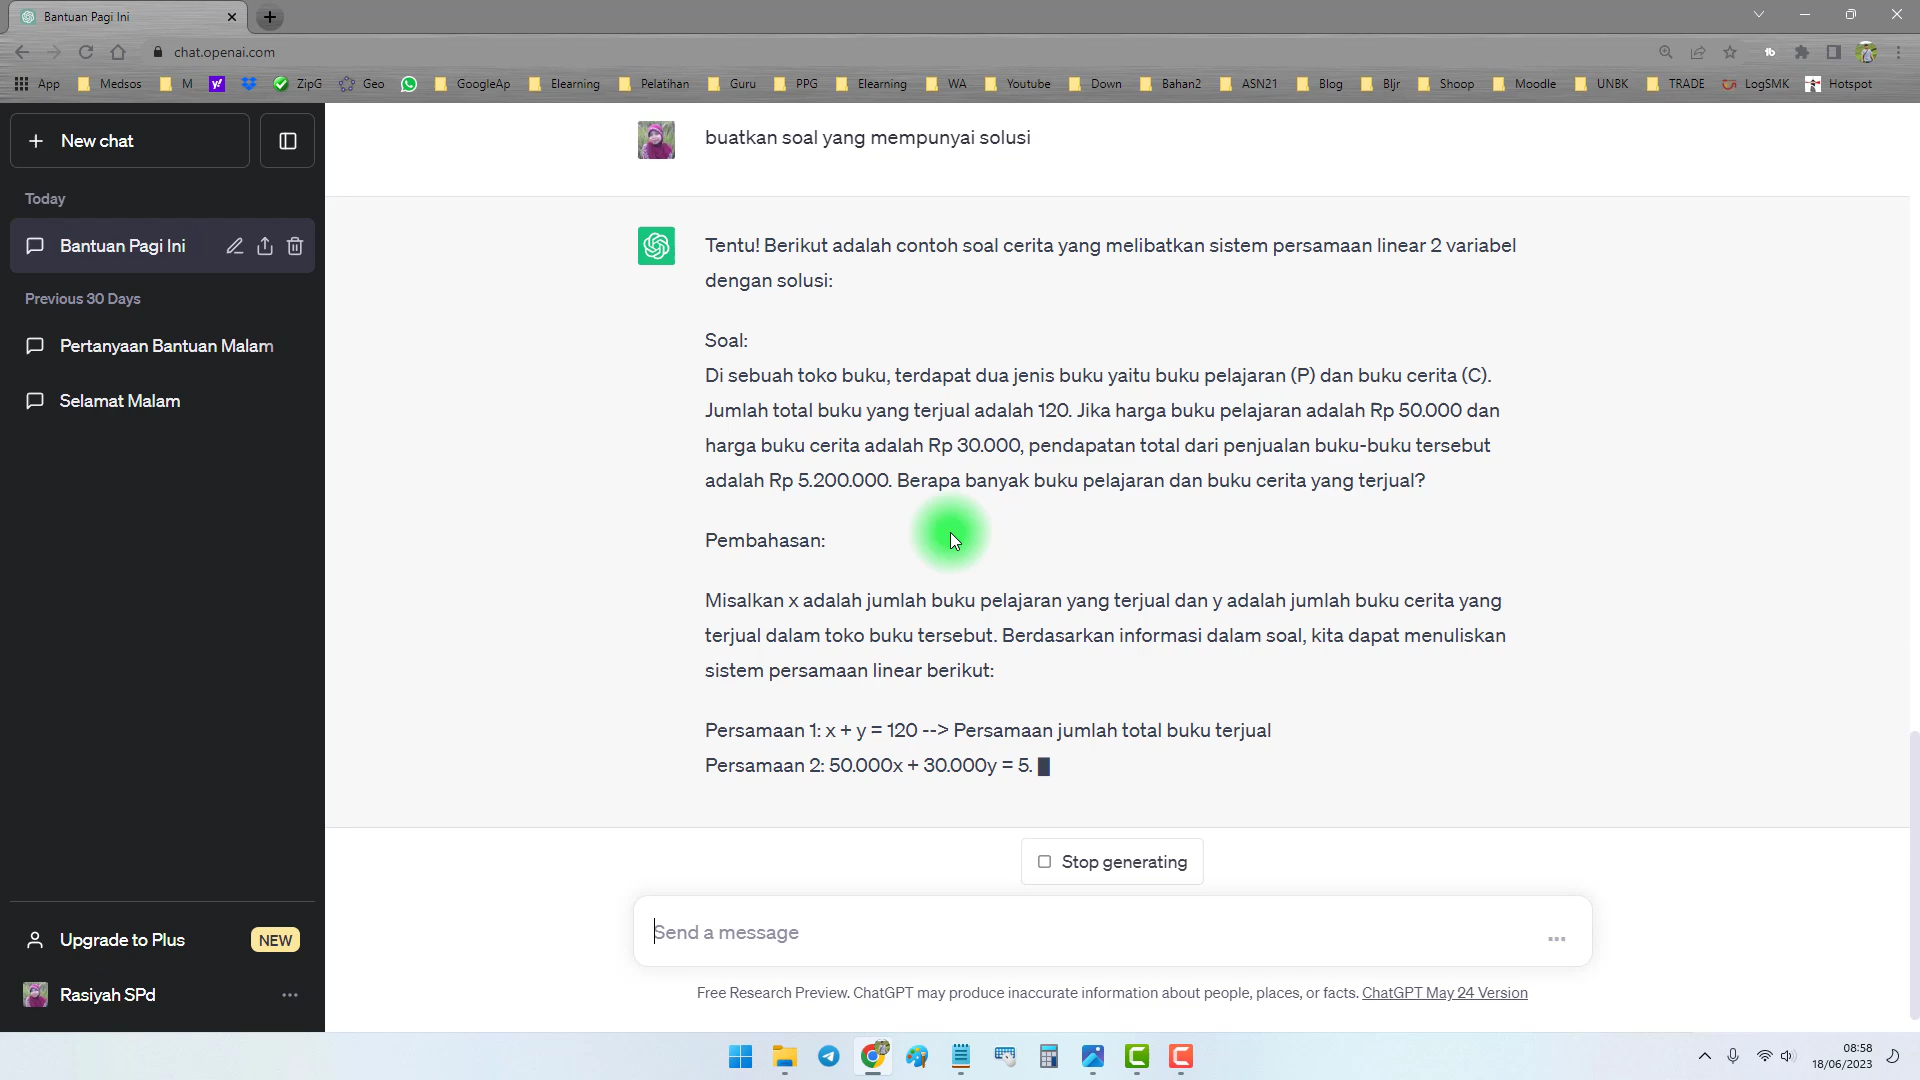 Bantuan Pagi Ini
chat.openai.com
App Medsos M ZipG Geo GoogleAp Elearning Pelatihan Guru PPG Elearning WA Youtube Down Bahan2 ASN21 Blog Bljr Shoop Moodle UNBK TRADE LogSMK Hotspot
New chat
Today
Bantuan Pagi Ini
Previous 30 Days
Pertanyaan Bantuan Malam
Selamat Malam
Upgrade to Plus NEW
Rasiyah SPd
buatkan soal yang mempunyai solusi
Tentu! Berikut adalah contoh soal cerita yang melibatkan sistem persamaan linear 2 variabel
dengan solusi:
Soal:
Di sebuah toko buku, terdapat dua jenis buku yaitu buku pelajaran (P) dan buku cerita (C).
Jumlah total buku yang terjual adalah 120. Jika harga buku pelajaran adalah Rp 50.000 dan
harga buku cerita adalah Rp 30.000, pendapatan total dari penjualan buku-buku tersebut
adalah Rp 5.200.000. Berapa banyak buku pelajaran dan buku cerita yang terjual?
Pembahasan:
Misalkan x adalah jumlah buku pelajaran yang terjual dan y adalah jumlah buku cerita yang
terjual dalam toko buku tersebut. Berdasarkan informasi dalam soal, kita dapat menuliskan
sistem persamaan linear berikut:
Persamaan 1: x + y = 120 --> Persamaan jumlah total buku terjual
Persamaan 2: 50.000x + 30.000y = 5.
Stop generating
Send a message
Free Research Preview. ChatGPT may produce inaccurate information about people, places, or facts. ChatGPT May 24 Version
08:58
18/06/2023